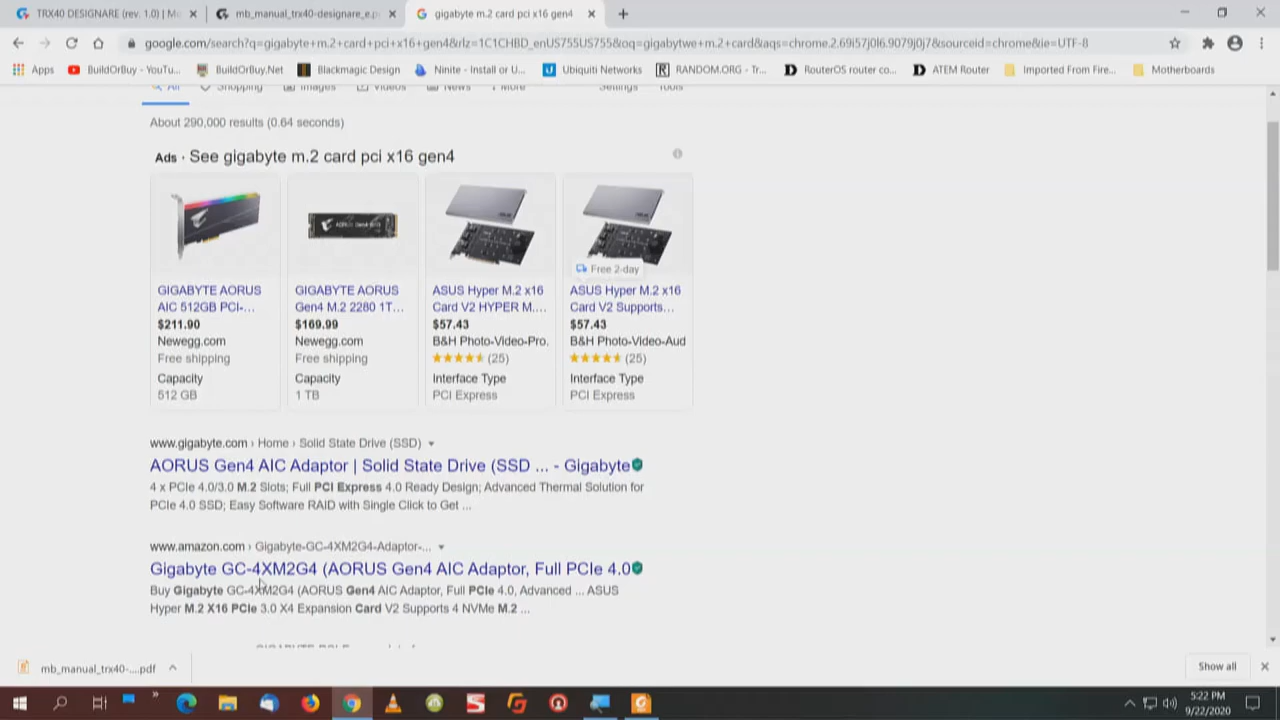 TRX40 DESIGNARE (rev. 1.0) | M
mb_manual_trx40-designare_e.p
gigabyte m.2 card pci x16 gen4
google.com/search?q=gigabyte+m.2+card+pci+x16+gen4&rlz=1C1CHBD_enUS755US755&oq=gigabytwe+m.2+card&aqs=chrome.2.69i57j0l6.9079j0j7&sourceid=chrome&ie=UTF-8
Apps
BuildOrBuy - YouTu...
BuildOrBuy.Net
Blackmagic Design
Ninite - Install or U...
Ubiquiti Networks
RANDOM.ORG - Tr...
RouterOS router co...
ATEM Router
Imported From Fire...
Motherboards
All
Shopping
Images
Videos
News
More
Settings
Tools
About 290,000 results (0.64 seconds)
Ads · See gigabyte m.2 card pci x16 gen4
GIGABYTE AORUS
AIC 512GB PCI-...
$211.90
Newegg.com
Free shipping
Capacity
512 GB
GIGABYTE AORUS
Gen4 M.2 2280 1T...
$169.99
Newegg.com
Free shipping
Capacity
1 TB
ASUS Hyper M.2 x16
Card V2 HYPER M....
$57.43
B&H Photo-Video-Pro.
(25)
Interface Type
PCI Express
Free 2-day
ASUS Hyper M.2 x16
Card V2 Supports...
$57.43
B&H Photo-Video-Aud
(25)
Interface Type
PCI Express
www.gigabyte.com › Home › Solid State Drive (SSD)
AORUS Gen4 AIC Adaptor | Solid State Drive (SSD ... - Gigabyte
4 x PCIe 4.0/3.0 M.2 Slots; Full PCI Express 4.0 Ready Design; Advanced Thermal Solution for
PCIe 4.0 SSD; Easy Software RAID with Single Click to Get ...
www.amazon.com › Gigabyte-GC-4XM2G4-Adaptor-...
Gigabyte GC-4XM2G4 (AORUS Gen4 AIC Adaptor, Full PCIe 4.0
Buy Gigabyte GC-4XM2G4 (AORUS Gen4 AIC Adaptor, Full PCIe 4.0, Advanced ... ASUS
Hyper M.2 X16 PCIe 3.0 X4 Expansion Card V2 Supports 4 NVMe M.2 ...
mb_manual_trx40-....pdf
Show all
5:22 PM
9/22/2020